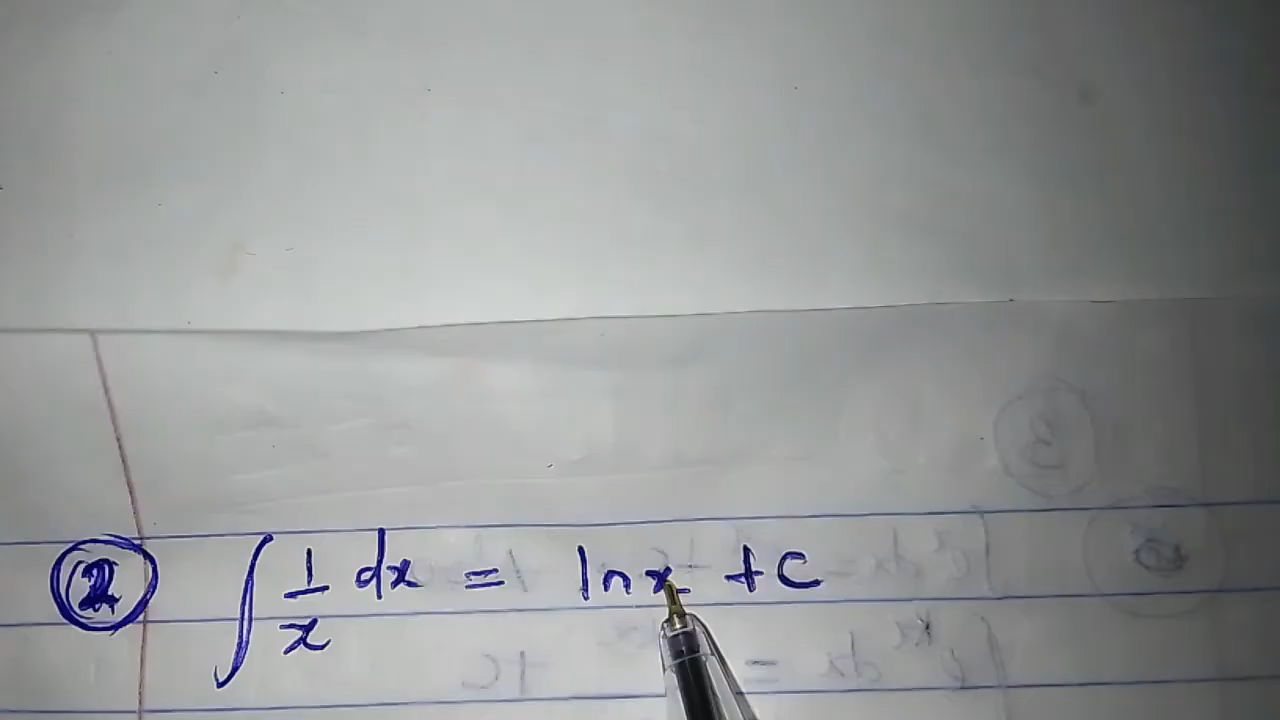 ② ∫ 1/x dx = ln x + C